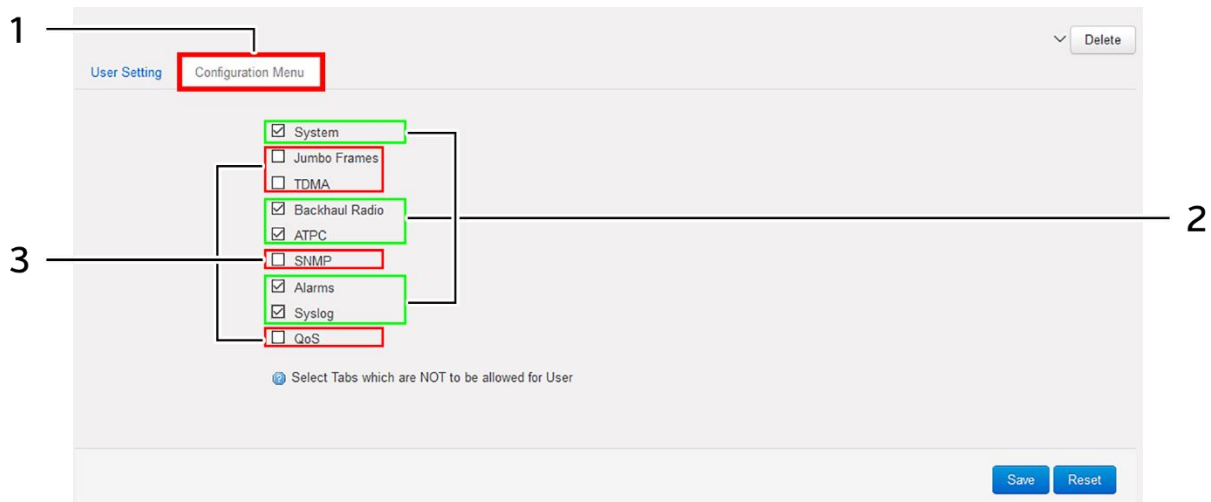 1
Delete
User Setting Configuration Menu
System
Jumbo Frames
TDMA
Backhaul Radio
2
ATPC
3
SNMP
Alarms
Syslog
QoS
Select Tabs which are NOT to be allowed for User
Save Reset